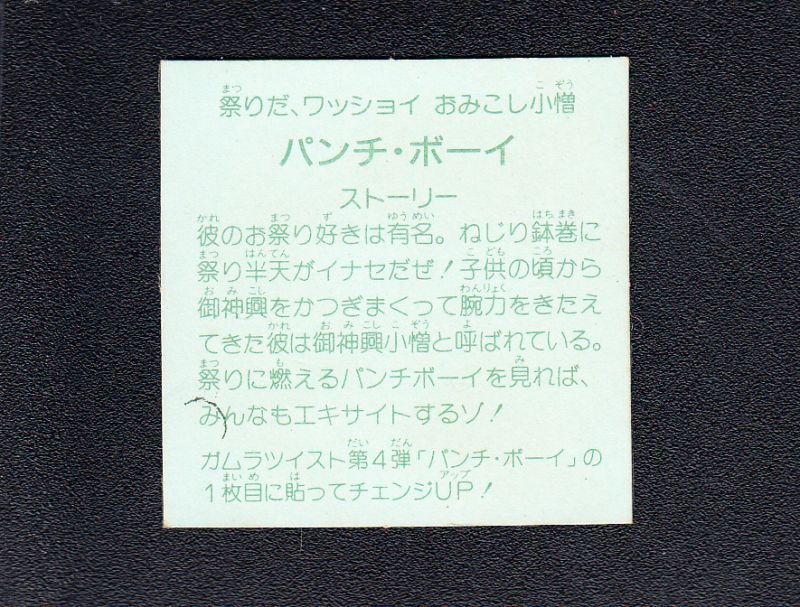 祭りだ、ワッショイ おみこし小憎
パンチ・ボーイ
ストーリー
彼のお祭り好きは有名。ねじり鉢巻に
祭り半天がイナセだぜ！子供の頃から
御神興をかつぎまくって腕力をきたえ
てきた彼は御神興小憎と呼ばれている。
祭りに燃えるパンチボーイを見れば、
みんなもエキサイトするゾ！
ガムラツイスト第4弾「パンチ・ボーイ」の
1枚目に貼ってチェンジUP！